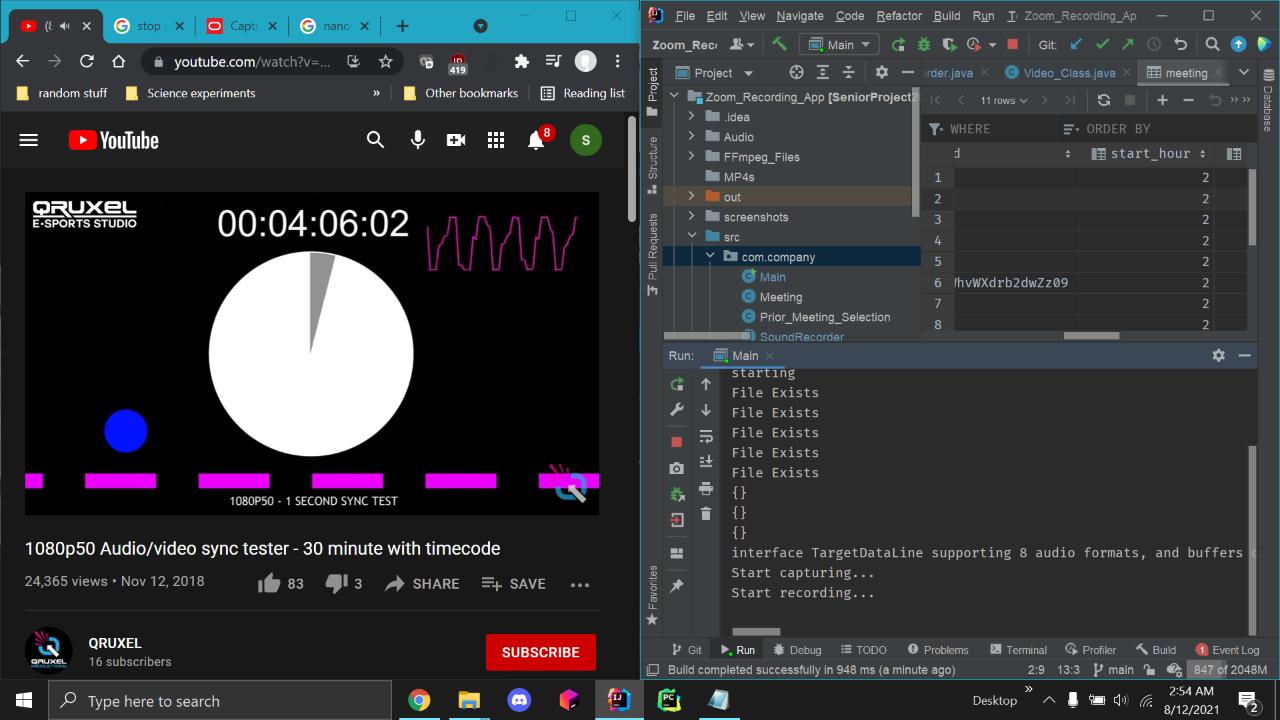 stop
Captu
nano
youtube.com/watch?v=...
419
random stuff
Science experiments
»
Other bookmarks
Reading list
YouTube
8
S
QRUXEL
E-SPORTS STUDIO
00:04:06:02
1080P50 - 1 SECOND SYNC TEST
1080p50 Audio/video sync tester - 30 minute with timecode
24,365 views • Nov 12, 2018
83
3
SHARE
SAVE
QRUXEL
PRODUCTIONS
QRUXEL
16 subscribers
SUBSCRIBE
File Edit View Navigate Code Refactor Build Run T Zoom_Recording_Ap
Zoom_Reco
Main
Git:
Project
rder.java
Video_Class.java
meeting
Zoom_Recording_App [SeniorProject2
.idea
Audio
FFmpeg_Files
MP4s
out
screenshots
src
com.company
Main
Meeting
Prior_Meeting_Selection
SoundRecorder
11 rows
WHERE
ORDER BY
d
start_hour
1 2
2 2
3 2
4 2
5 2
6 VhvWXdrb2dwZz09 2
7 2
8 2
Project
Structure
Pull Requests
Favorites
Database
Run: Main
starting
File Exists
File Exists
File Exists
File Exists
File Exists
{}
{}
{}
interface TargetDataLine supporting 8 audio formats, and buffers o
Start capturing...
Start recording...
Git
Run
Debug
TODO
Problems
Terminal
Profiler
Build
1 Event Log
Build completed successfully in 948 ms (a minute ago)
2:9 13:3 main 847 of 2048M
Type here to search
Desktop
»
2:54 AM
8/12/2021
2